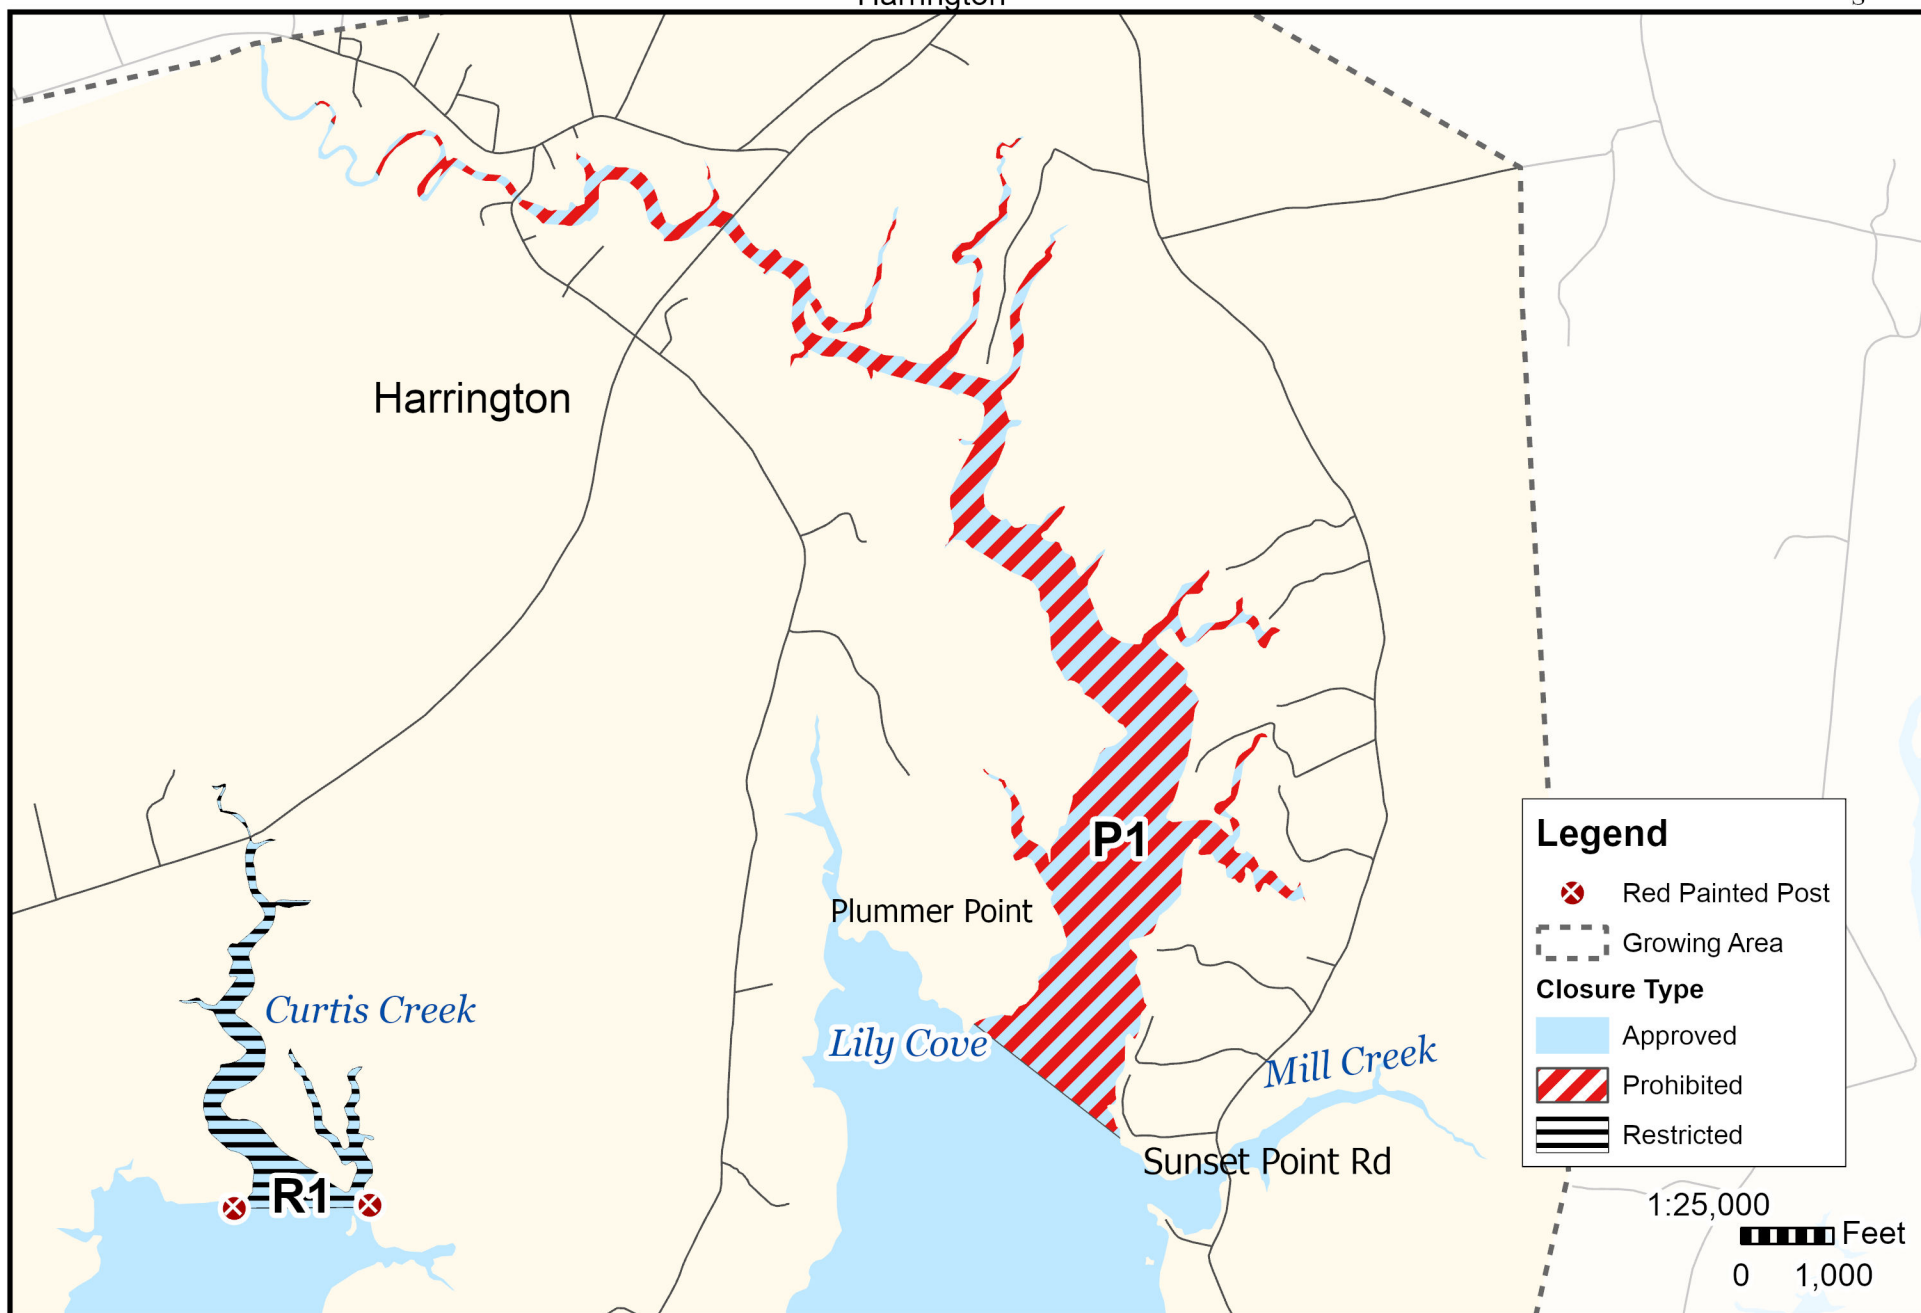 Harrington
Harrington
P1
Plummer Point
Curtis Creek
Lily Cove
Mill Creek
Sunset Point Rd
R1
Legend
Red Painted Post
Growing Area
Closure Type
Approved
Prohibited
Restricted
1:25,000
Feet
0 1,000